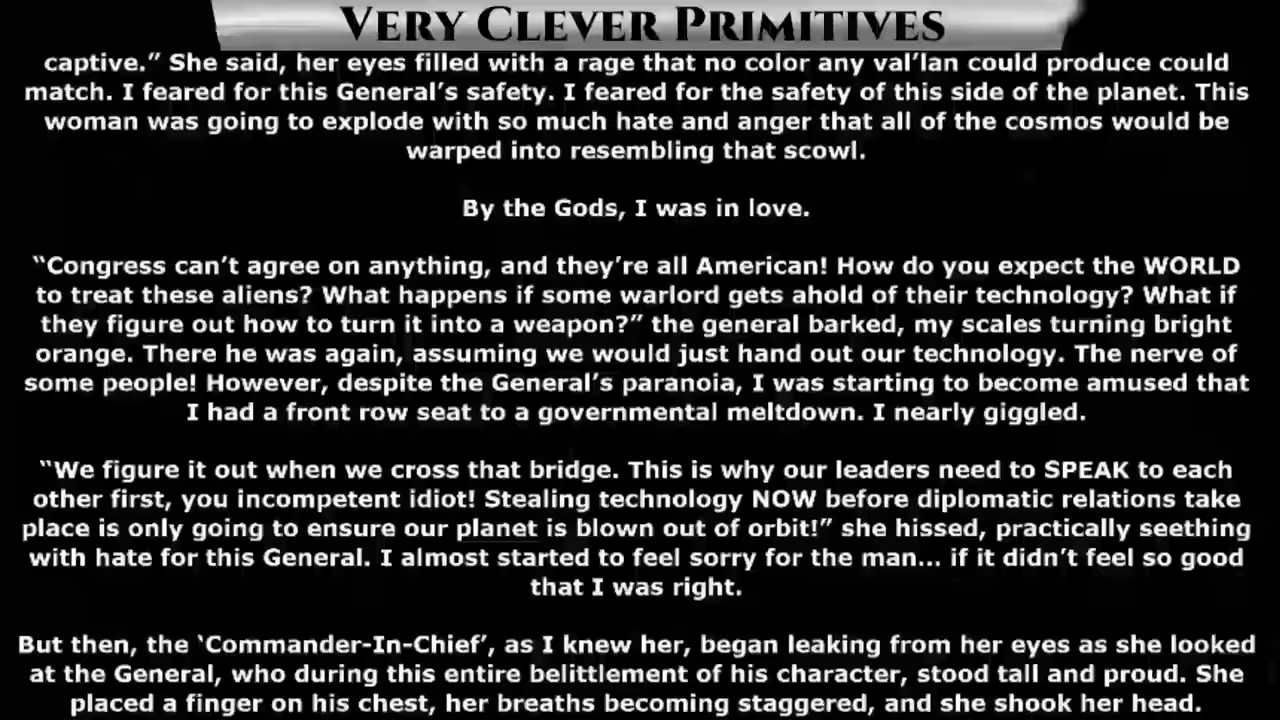 VERY CLEVER PRIMITIVES
captive.” She said, her eyes filled with a rage that no color any val’lan could produce could
match. I feared for this General’s safety. I feared for the safety of this side of the planet. This
woman was going to explode with so much hate and anger that all of the cosmos would be
warped into resembling that scowl.
By the Gods, I was in love.
“Congress can’t agree on anything, and they’re all American! How do you expect the WORLD
to treat these aliens? What happens if some warlord gets ahold of their technology? What if
they figure out how to turn it into a weapon?” the general barked, my scales turning bright
orange. There he was again, assuming we would just hand out our technology. The nerve of
some people! However, despite the General’s paranoia, I was starting to become amused that
I had a front row seat to a governmental meltdown. I nearly giggled.
“We figure it out when we cross that bridge. This is why our leaders need to SPEAK to each
other first, you incompetent idiot! Stealing technology NOW before diplomatic relations take
place is only going to ensure our planet is blown out of orbit!” she hissed, practically seething
with hate for this General. I almost started to feel sorry for the man... if it didn’t feel so good
that I was right.
But then, the ‘Commander-In-Chief’, as I knew her, began leaking from her eyes as she looked
at the General, who during this entire belittlement of his character, stood tall and proud. She
placed a finger on his chest, her breaths becoming staggered, and she shook her head.